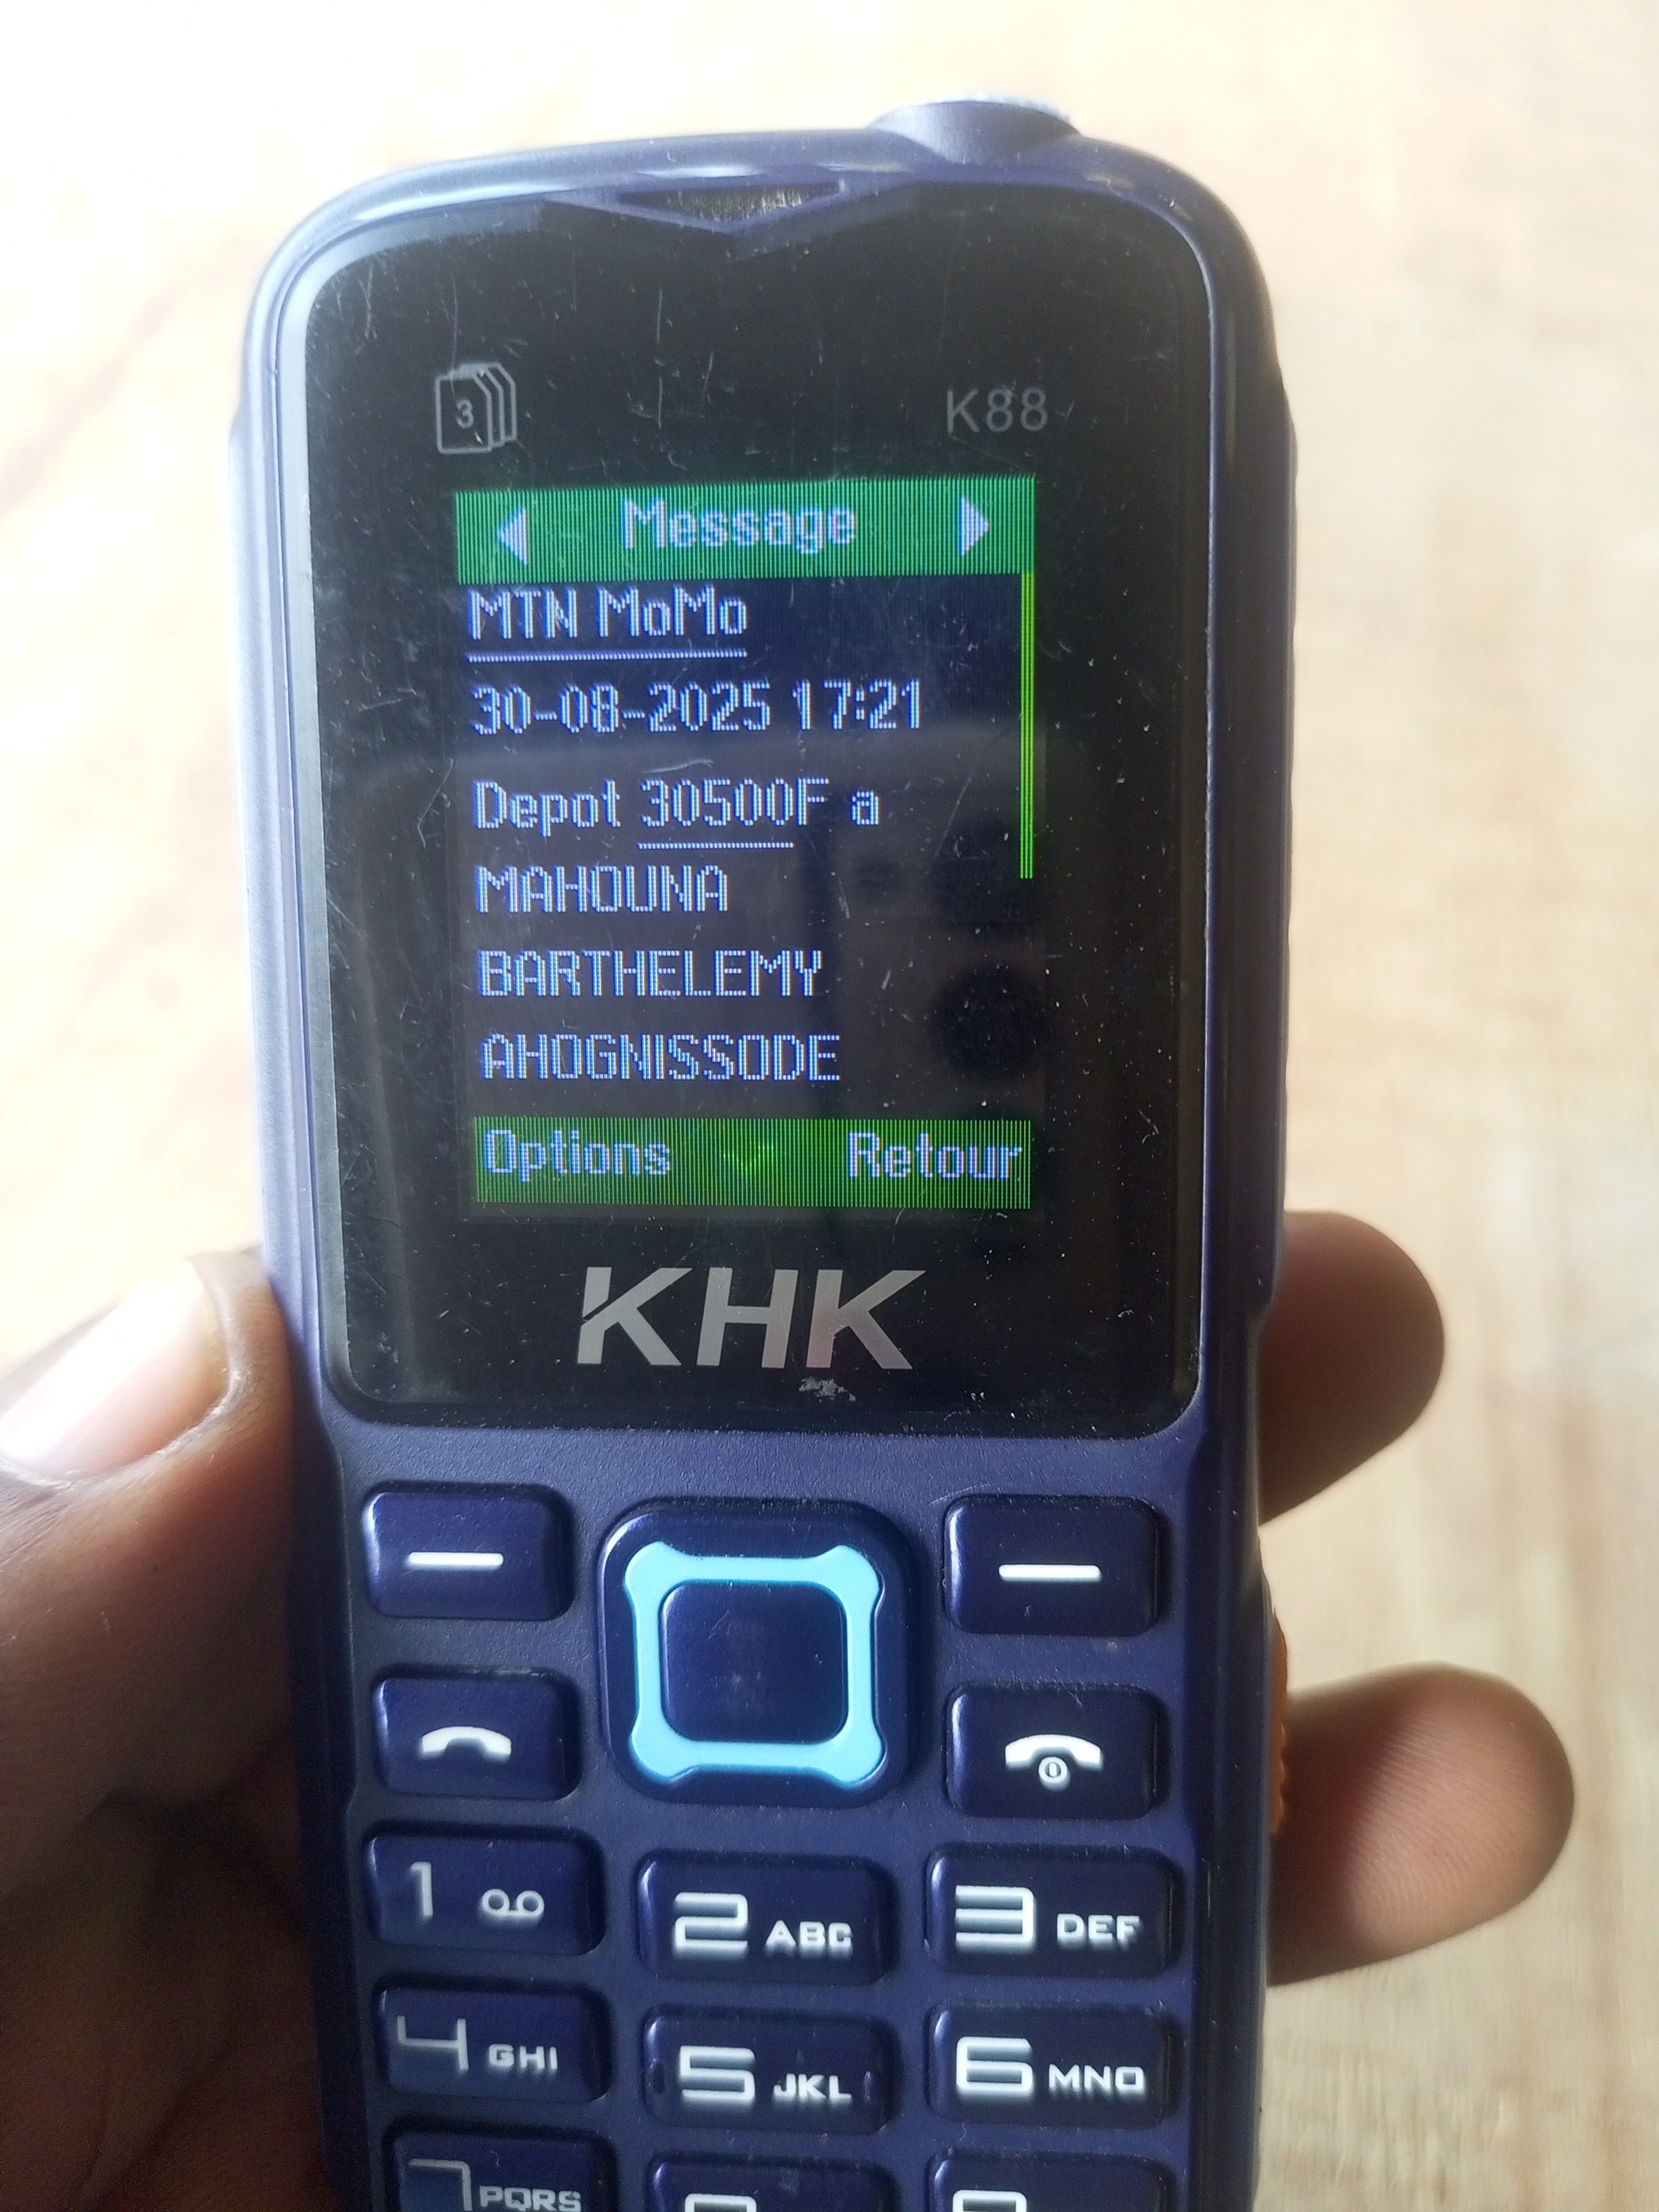 3
K88
Message
MTN MoMo
30-08-2025 17:21
Depot 30500F a
MAHOUNA
BARTHELEMY
AHOGNISSODE
Options Retour
KHK
1
2 ABC
3 DEF
4 GHI
5 JKL
6 MNO
7 PQRS